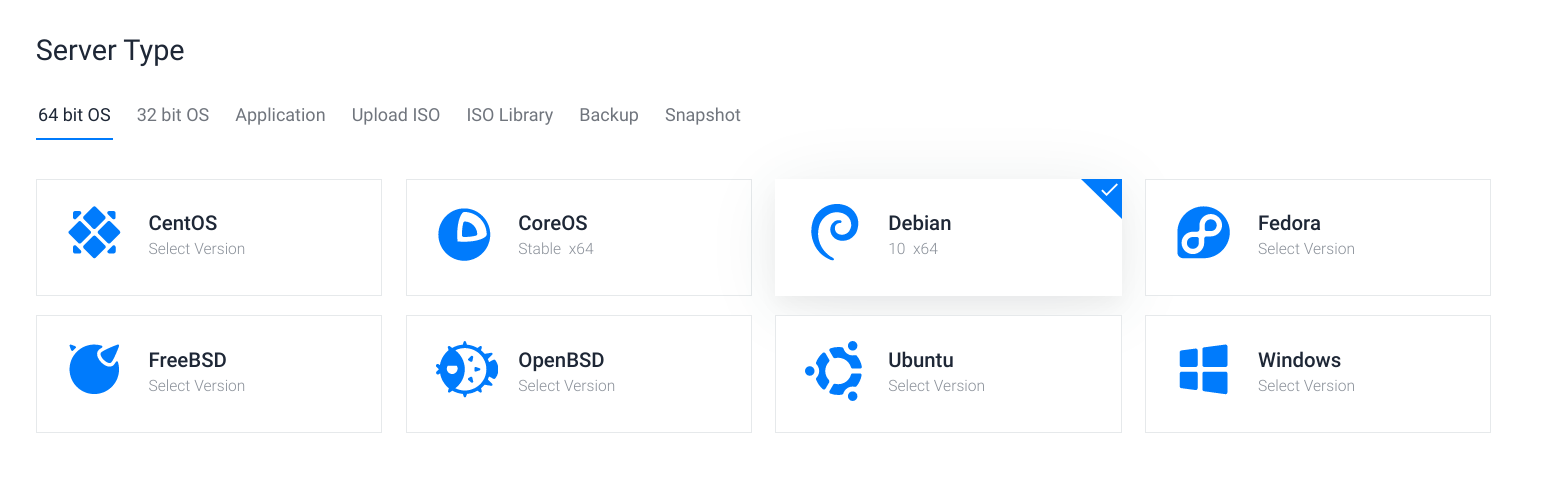 Server Type
64 bit OS 32 bit OS Application Upload ISO ISO Library Backup Snapshot
CentOS
Select Version
CoreOS
Stable x64
Debian
10 x64
Fedora
Select Version
FreeBSD
Select Version
OpenBSD
Select Version
Ubuntu
Select Version
Windows
Select Version